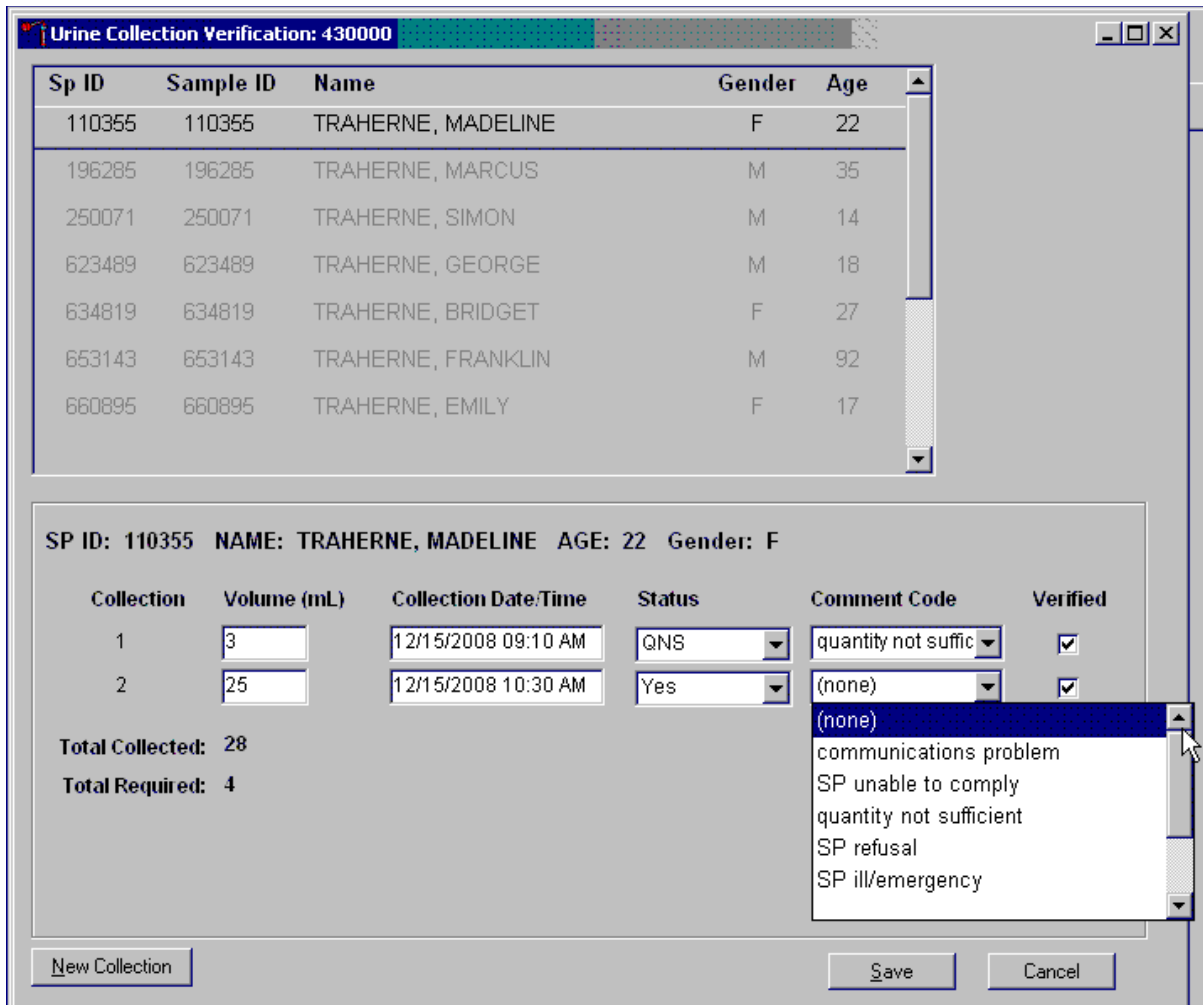 Urine Collection Verification: 430000
Sp ID Sample ID Name Gender Age
110355 110355 TRAHERNE, MADELINE F 22
196285 196285 TRAHERNE, MARCUS M 35
250071 250071 TRAHERNE, SIMON M 14
623489 623489 TRAHERNE, GEORGE M 18
634819 634819 TRAHERNE, BRIDGET F 27
653143 653143 TRAHERNE, FRANKLIN M 92
660895 660895 TRAHERNE, EMILY F 17
SP ID: 110355 NAME: TRAHERNE, MADELINE AGE: 22 Gender: F
Collection Volume (mL) Collection Date/Time Status Comment Code Verified
1 3 12/15/2008 09:10 AM QNS quantity not suffic
2 25 12/15/2008 10:30 AM Yes (none)
(none)
communications problem
SP unable to comply
quantity not sufficient
SP refusal
SP ill/emergency
Total Collected: 28
Total Required: 4
New Collection Save Cancel